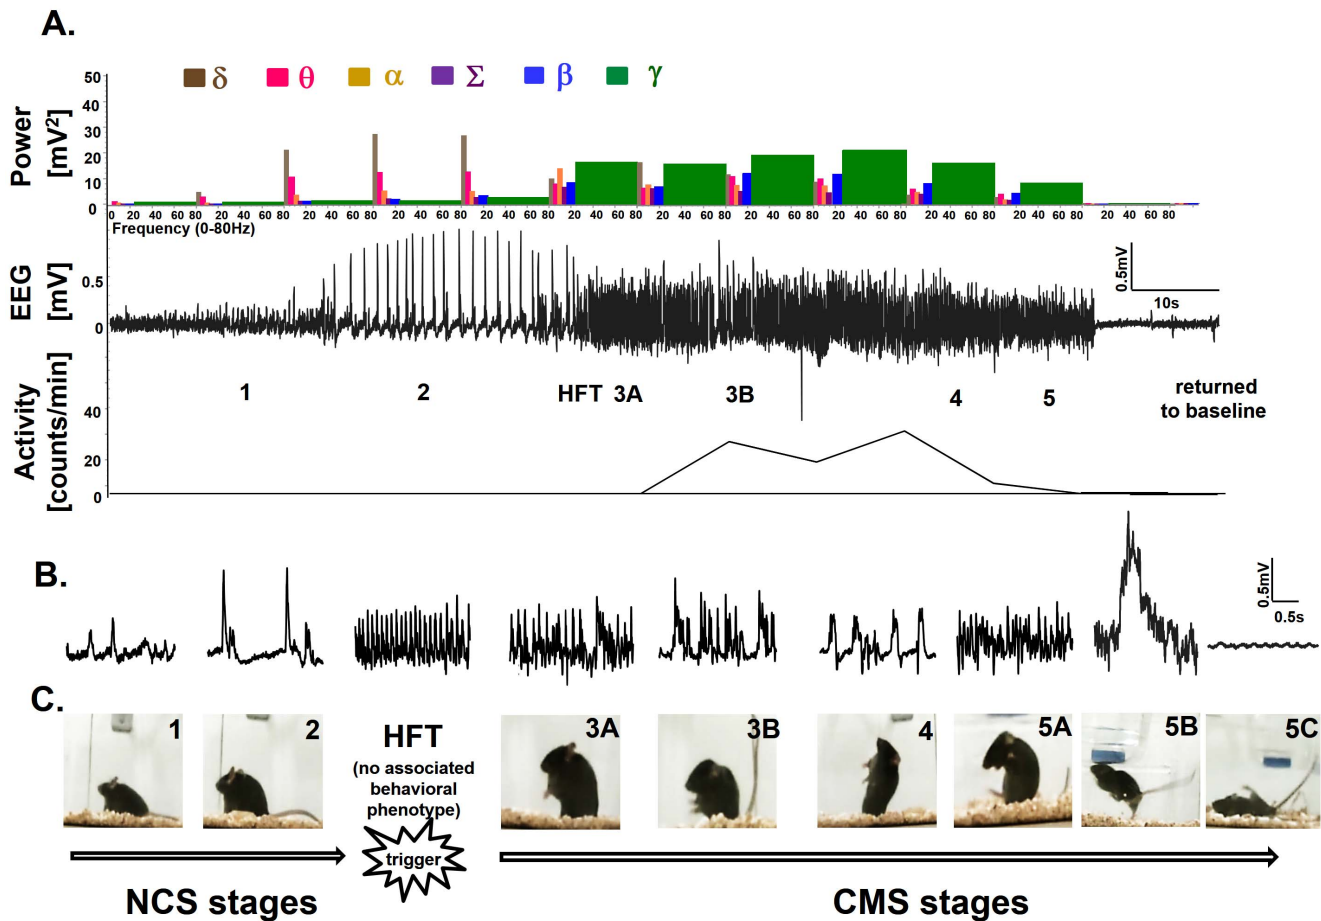 A.
δ θ α Σ β γ
Power
[mV²]
50
40
30
20
10
0
0 20 40 60 80 20 40 60 80 20 40 60 80 20 40 60 80 20 40 60 80 20 40 60 80 20 40 60 80 20 40 60 80 20 40 60 80 20 40 60 80 20 40 60 80 20 40 60 80
Frequency (0-80Hz)
EEG
[mV]
0.5
0
0.5mV
10s
Activity
[counts/min]
40
20
0
1 2 HFT 3A 3B 4 5
returned
to baseline
B.
0.5mV
0.5s
C.
1
2
HFT
(no associated
behavioral
phenotype)
trigger
3A
3B
4
5A
5B
5C
NCS stages
CMS stages